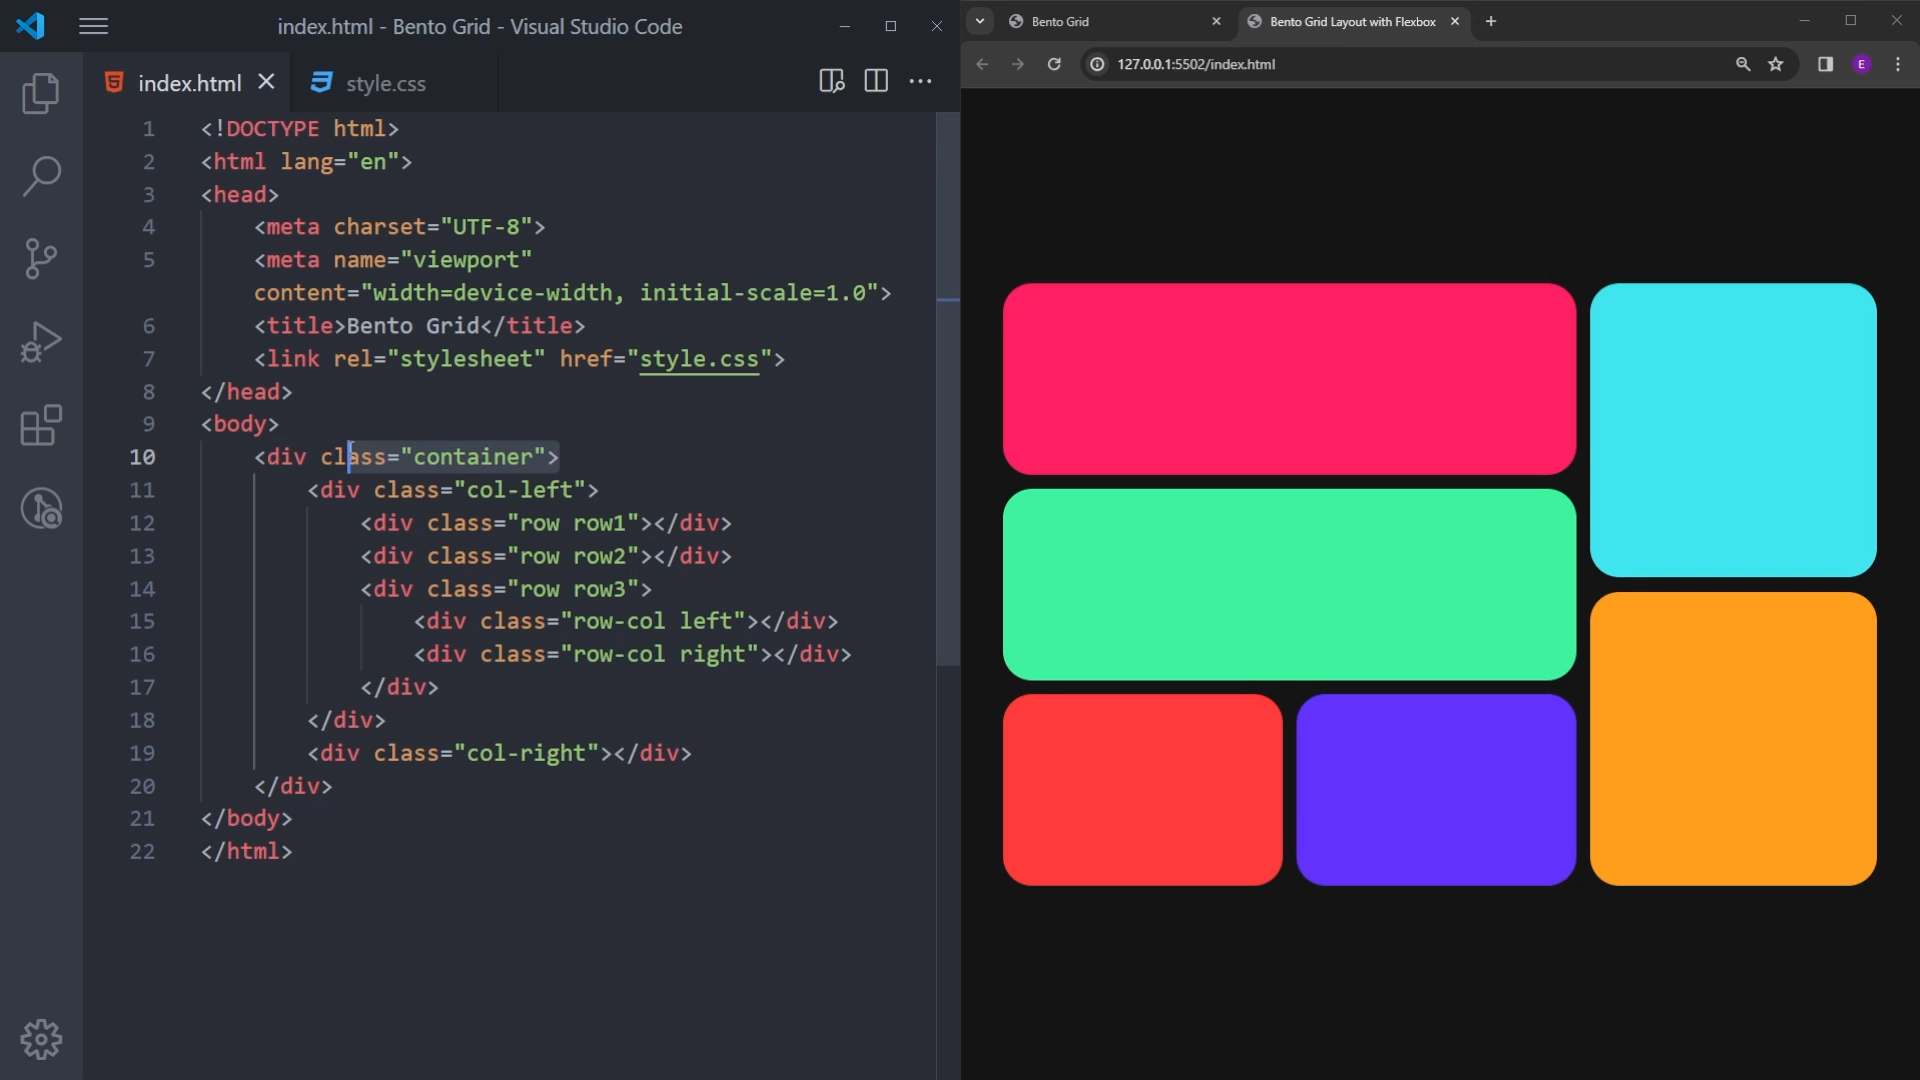 index.html - Bento Grid - Visual Studio Code
index.html
style.css
1 <!DOCTYPE html>
2 <html lang="en">
3 <head>
4 <meta charset="UTF-8">
5 <meta name="viewport"
content="width=device-width, initial-scale=1.0">
6 <title>Bento Grid</title>
7 <link rel="stylesheet" href="style.css">
8 </head>
9 <body>
10 <div class="container">
11 <div class="col-left">
12 <div class="row row1"></div>
13 <div class="row row2"></div>
14 <div class="row row3">
15 <div class="row-col left"></div>
16 <div class="row-col right"></div>
17 </div>
18 </div>
19 <div class="col-right"></div>
20 </div>
21 </body>
22 </html>
Bento Grid
Bento Grid Layout with Flexbox
127.0.0.1:5502/index.html
E